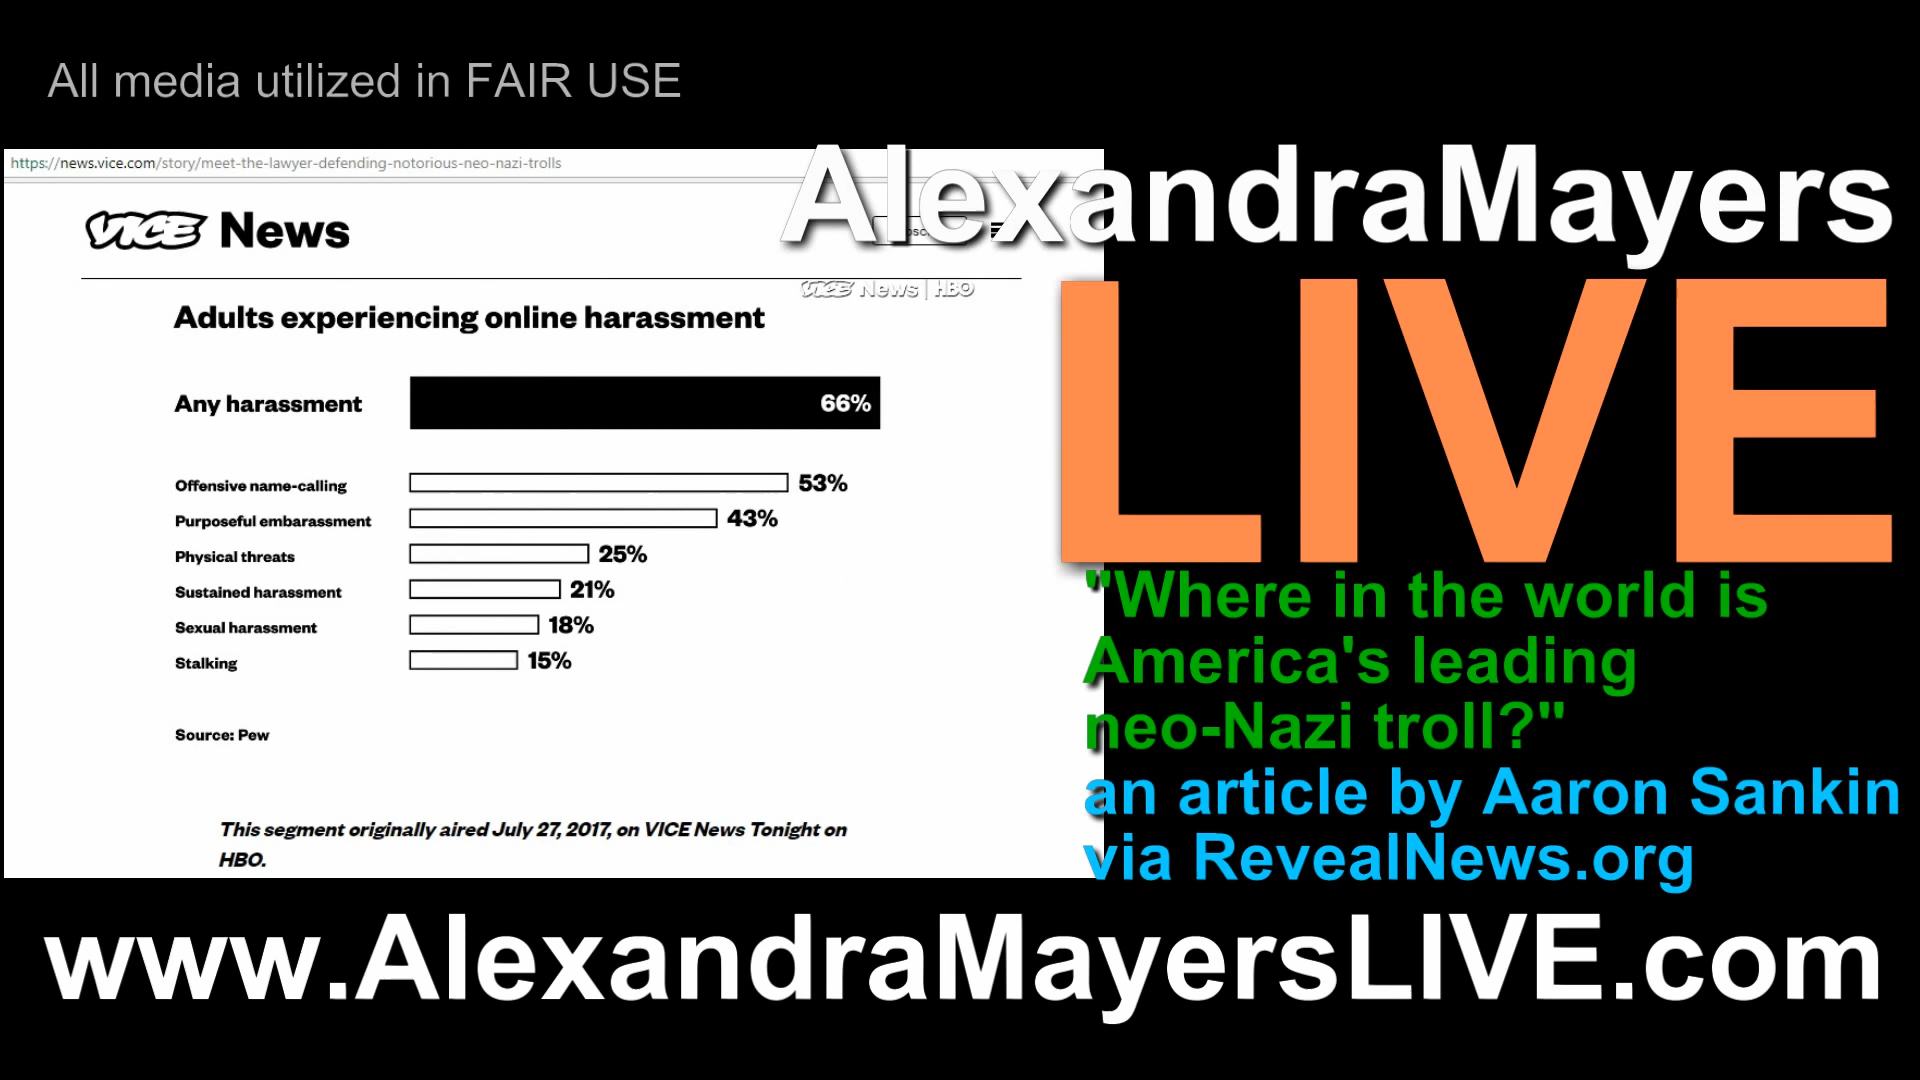 All media utilized in FAIR USE
https://news.vice.com/story/meet-the-lawyer-defending-notorious-neo-nazi-trolls
VICE News
VICE News | HBO
Adults experiencing online harassment
Any harassment 66%
Offensive name-calling 53%
Purposeful embarassment 43%
Physical threats 25%
Sustained harassment 21%
Sexual harassment 18%
Stalking 15%
Source: Pew
This segment originally aired July 27, 2017, on VICE News Tonight on
HBO.
AlexandraMayers
LIVE
"Where in the world is
America's leading
neo-Nazi troll?"
an article by Aaron Sankin
via RevealNews.org
www.AlexandraMayersLIVE.com